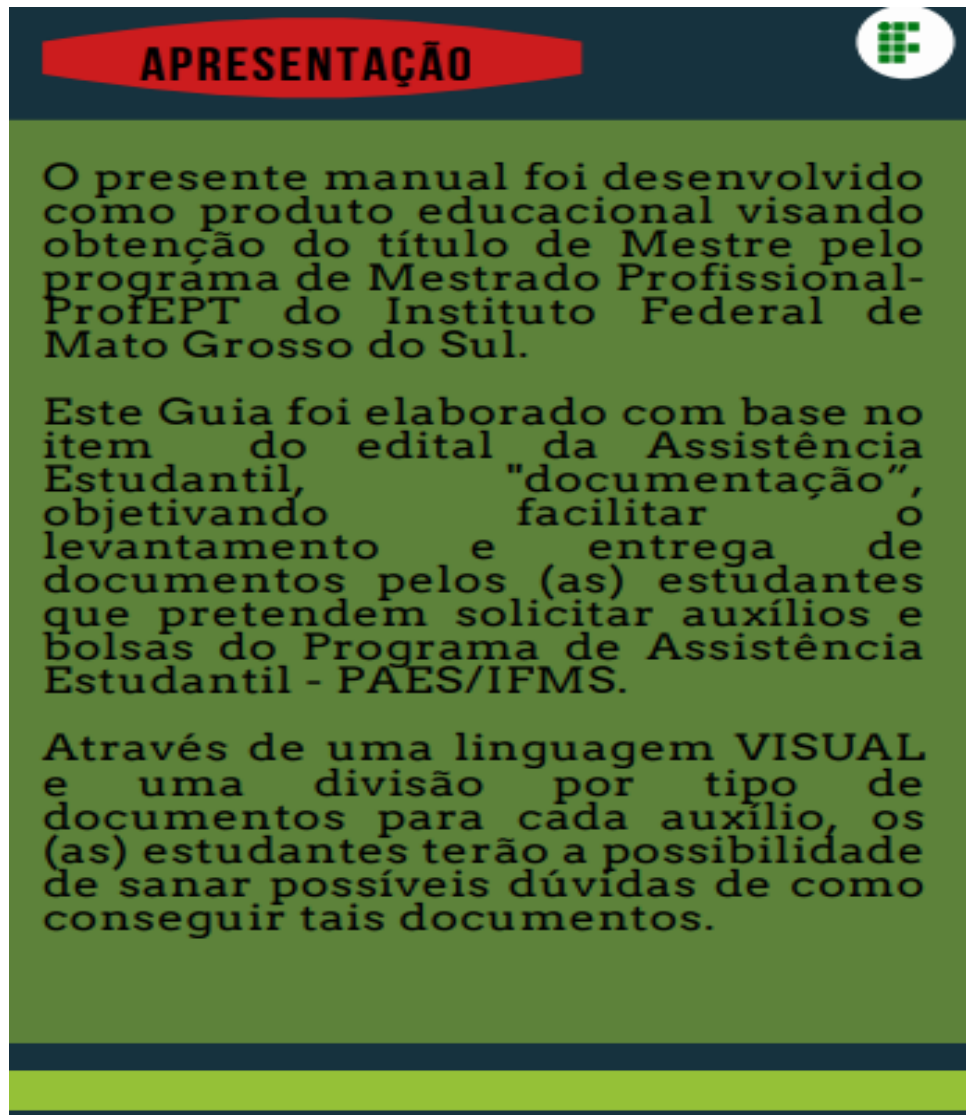 APRESENTAÇÃO
O presente manual foi desenvolvido
como produto educacional visando
obtenção do título de Mestre pelo
programa de Mestrado Profissional-
ProfEPT do Instituto Federal de
Mato Grosso do Sul.
Este Guia foi elaborado com base no
item do edital da Assistência
Estudantil, "documentação”,
objetivando facilitar o
levantamento e entrega de
documentos pelos (as) estudantes
que pretendem solicitar auxílios e
bolsas do Programa de Assistência
Estudantil - PAES/IFMS.
Através de uma linguagem VISUAL
e uma divisão por tipo de
documentos para cada auxílio, os
(as) estudantes terão a possibilidade
de sanar possíveis dúvidas de como
conseguir tais documentos.